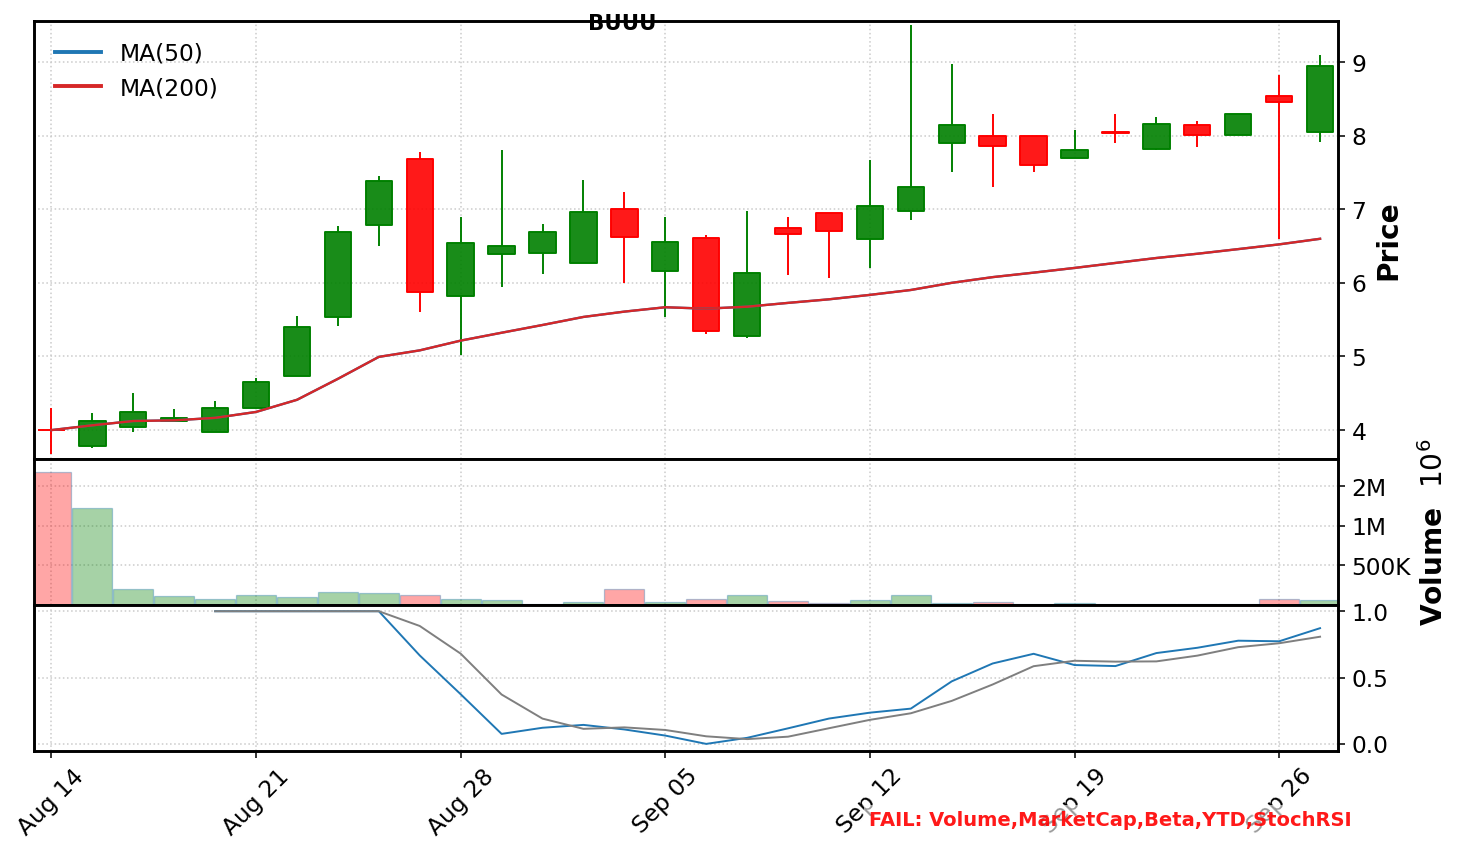 BUUU
MA(50)
MA(200)
9
8
7
6
5
4
Price
2M
1M
500K
Volume 10⁶
1.0
0.5
0.0
Aug 14
Aug 21
Aug 28
Sep 05
Sep 12
Sep 19
Sep 26
FAIL: Volume,MarketCap,Beta,YTD,StochRSI